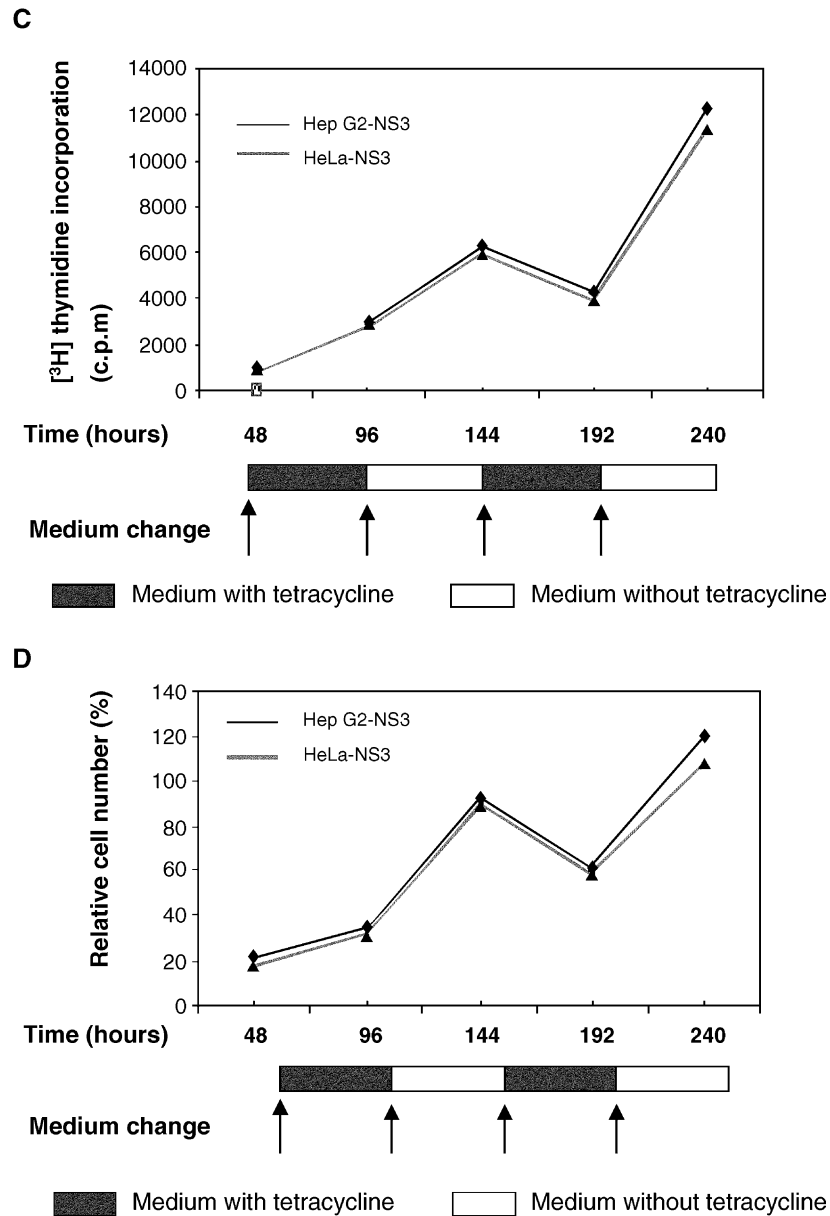 C
[³H] thymidine incorporation
(c.p.m)
14000
12000
10000
8000
6000
4000
2000
0
Hep G2-NS3
HeLa-NS3
Time (hours) 48 96 144 192 240
Medium change
Medium with tetracycline Medium without tetracycline
D
Relative cell number (%)
140
120
100
80
60
40
20
0
Hep G2-NS3
HeLa-NS3
Time (hours) 48 96 144 192 240
Medium change
Medium with tetracycline Medium without tetracycline